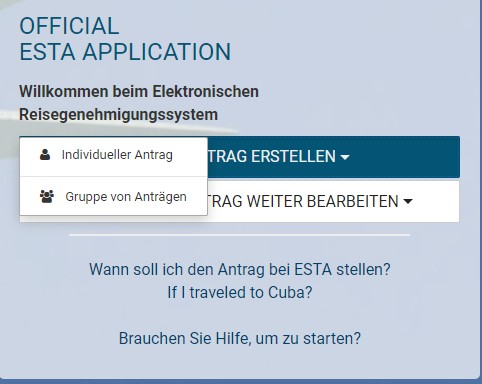 OFFICIAL
ESTA APPLICATION
Willkommen beim Elektronischen
Reisegenehmigungssystem
Individueller Antrag
TRAG ERSTELLEN
Gruppe von Anträgen
TRAG WEITER BEARBEITEN
Wann soll ich den Antrag bei ESTA stellen?
If I traveled to Cuba?
Brauchen Sie Hilfe, um zu starten?